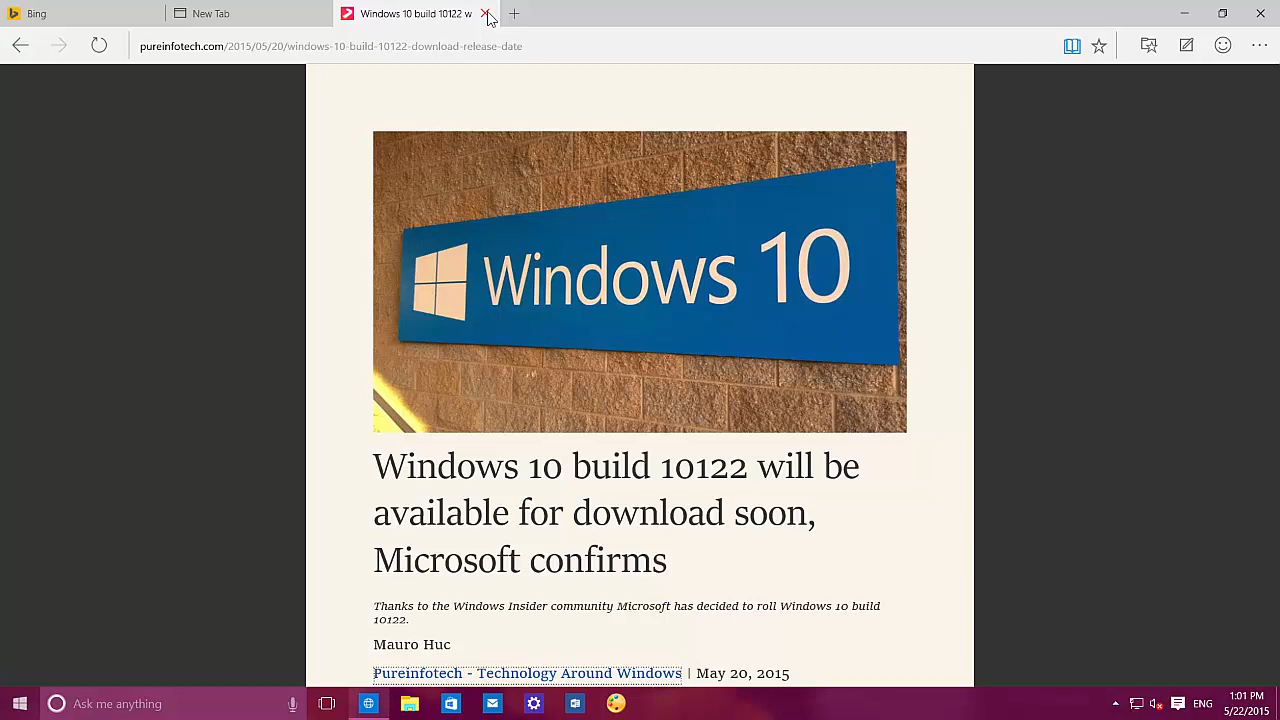 Bing
New Tab
Windows 10 build 10122 w
pureinfotech.com/2015/05/20/windows-10-build-10122-download-release-date
Windows 10
Windows 10 build 10122 will be
available for download soon,
Microsoft confirms
Thanks to the Windows Insider community Microsoft has decided to roll Windows 10 build
10122.
Mauro Huc
Pureinfotech - Technology Around Windows | May 20, 2015
Ask me anything
ENG
1:01 PM
5/22/2015